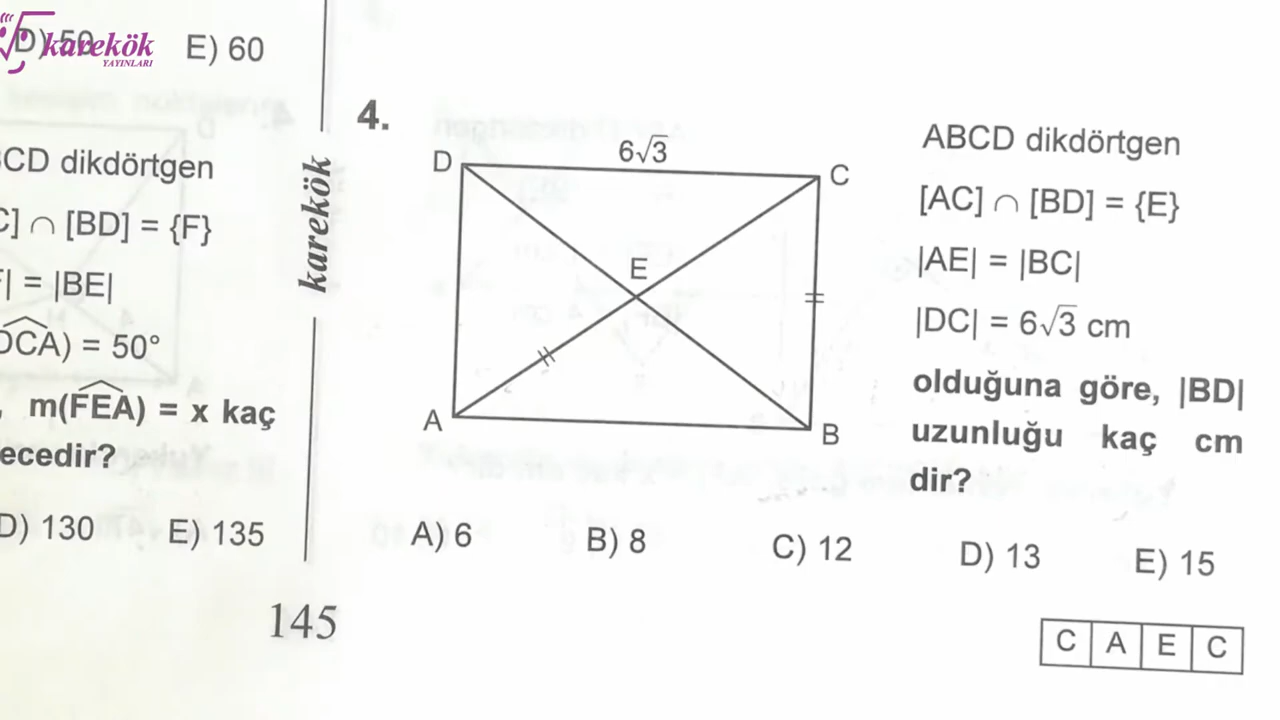 karekök
YAYINLARI
D) 50 E) 60
BCD dikdörtgen
C] ∩ [BD] = {F}
F| = |BE|
DCA) = 50°
, m(FEA) = x kaç
ecedir?
D) 130 E) 135
karekök
145
4.
D 6√3 C
E
A B
ABCD dikdörtgen
[AC] ∩ [BD] = {E}
|AE| = |BC|
|DC| = 6√3 cm
olduğuna göre, |BD|
uzunluğu kaç cm
dir?
A) 6 B) 8 C) 12 D) 13 E) 15
C A E C